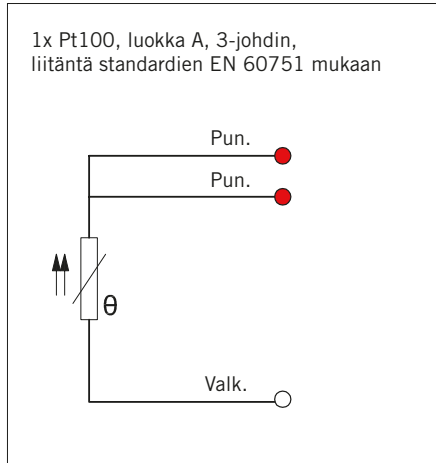 1x Pt100, luokka A, 3-johdin,
liitäntä standardien EN 60751 mukaan
Pun.
Pun.
θ
Valk.